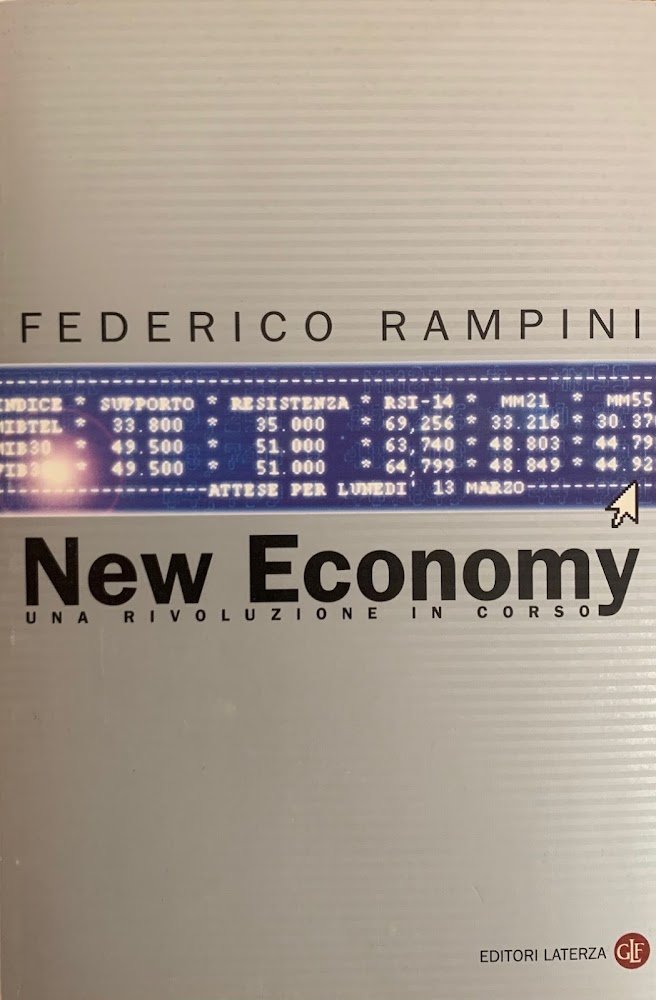 FEDERICO RAMPINI
INDICE * SUPPORTO * RESISTENZA * RSI-14 * MM21 * MM55
MIBTEL * 33.800 * 35.000 * 69,256 * 33.216 * 30.370
MIB30 * 49.500 * 51.000 * 63,740 * 48.803 * 44.79
* 49.500 * 51.000 * 64,799 * 48.849 * 44.92
ATTESE PER LUNEDI' 13 MARZO
New Economy
UNA RIVOLUZIONE IN CORSO
EDITORI LATERZA GLF